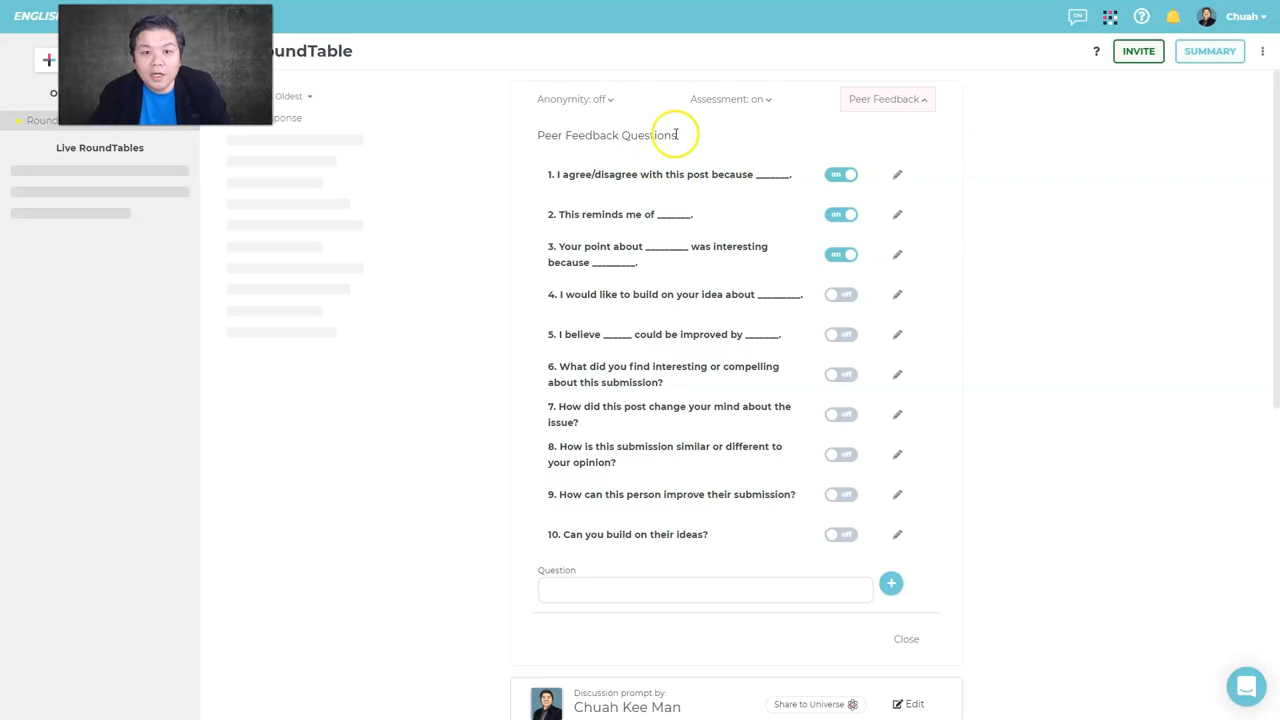 ENGLIS
ON
Chuah
RoundTable
?
INVITE
SUMMARY
Oldest
Anonymity: off
Assessment: on
Peer Feedback
Round
Live RoundTables
Peer Feedback Questions
1. I agree/disagree with this post because _______.
on
2. This reminds me of _______.
on
3. Your point about _________ was interesting
because _________.
on
4. I would like to build on your idea about _________.
off
5. I believe ______ could be improved by _______.
off
6. What did you find interesting or compelling
about this submission?
off
7. How did this post change your mind about the
issue?
off
8. How is this submission similar or different to
your opinion?
off
9. How can this person improve their submission?
off
10. Can you build on their ideas?
off
Question
+
Close
Discussion prompt by:
Chuah Kee Man
Share to Universe
Edit